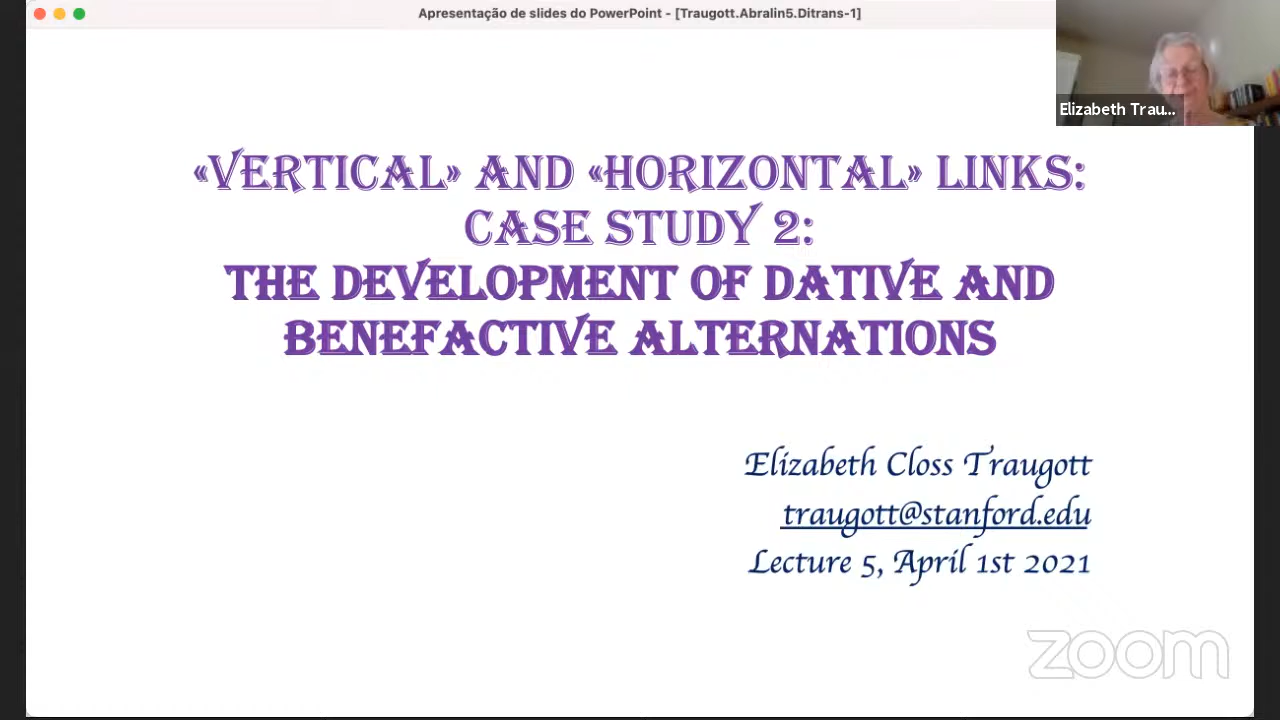 Apresentação de slides do PowerPoint - [Traugott.Abralin5.Ditrans-1]
Elizabeth Trau...
«VERTICAL» AND «HORIZONTAL» LINKS:
CASE STUDY 2:
THE DEVELOPMENT OF DATIVE AND
BENEFACTIVE ALTERNATIONS
Elizabeth Closs Traugott
traugott@stanford.edu
Lecture 5, April 1st 2021
zoom